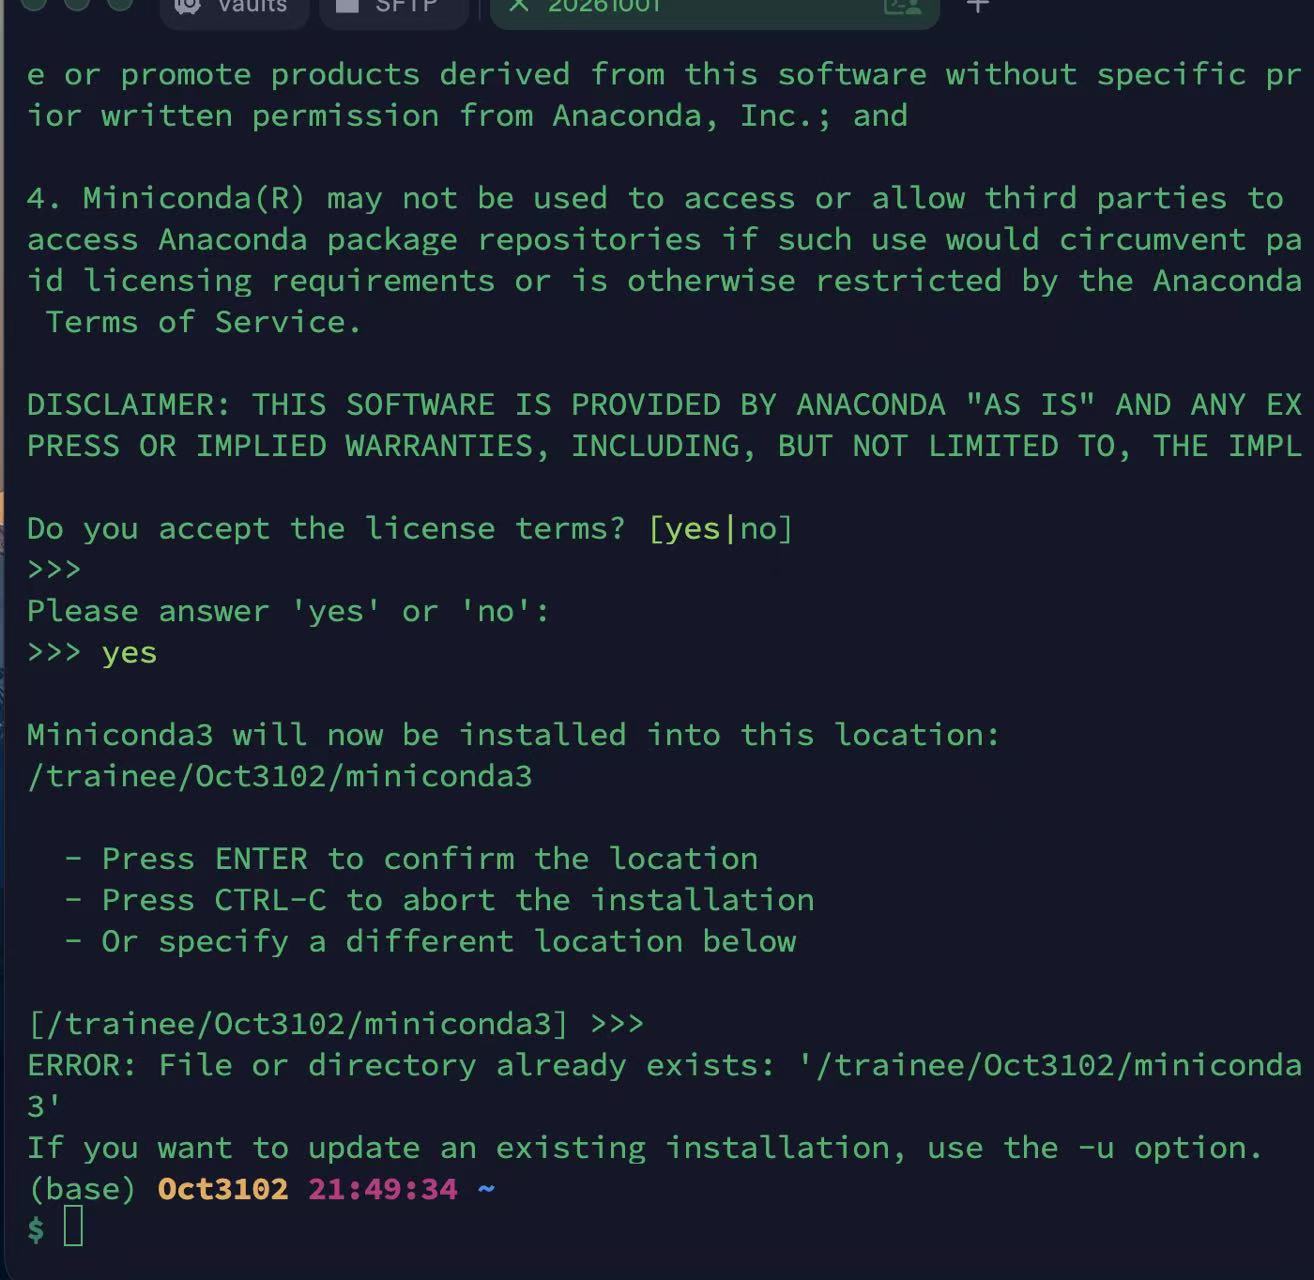 Vaults SFTP 20261001
e or promote products derived from this software without specific pr
ior written permission from Anaconda, Inc.; and
4. Miniconda(R) may not be used to access or allow third parties to
access Anaconda package repositories if such use would circumvent pa
id licensing requirements or is otherwise restricted by the Anaconda
 Terms of Service.
DISCLAIMER: THIS SOFTWARE IS PROVIDED BY ANACONDA "AS IS" AND ANY EX
PRESS OR IMPLIED WARRANTIES, INCLUDING, BUT NOT LIMITED TO, THE IMPL
Do you accept the license terms? [yes|no]
>>>
Please answer 'yes' or 'no':
>>> yes
Miniconda3 will now be installed into this location:
/trainee/Oct3102/miniconda3
  - Press ENTER to confirm the location
  - Press CTRL-C to abort the installation
  - Or specify a different location below
[/trainee/Oct3102/miniconda3] >>>
ERROR: File or directory already exists: '/trainee/Oct3102/miniconda
3'
If you want to update an existing installation, use the -u option.
(base) Oct3102 21:49:34 ~
$